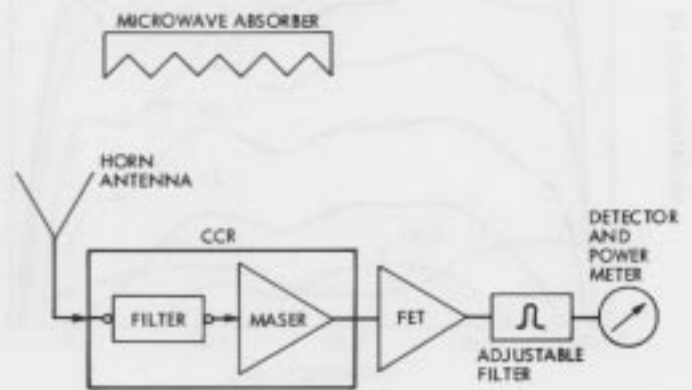 MICROWAVE ABSORBER
HORN
ANTENNA
CCR
FILTER
MASER
FET
ADJUSTABLE
FILTER
DETECTOR
AND
POWER
METER